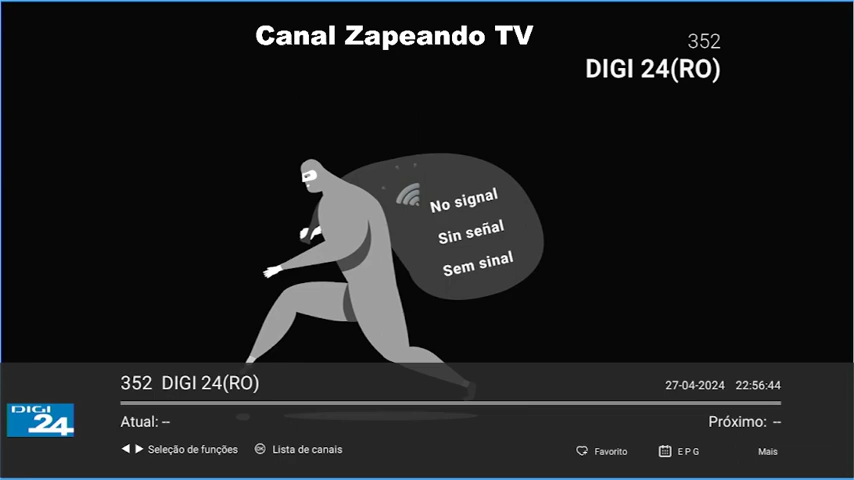 Canal Zapeando TV
352
DIGI 24(RO)
No signal
Sin señal
Sem sinal
352 DIGI 24(RO)
27-04-2024 22:56:44
DIGI
24
Atual: --
Próximo: --
Seleção de funções
OK
Lista de canais
Favorito
E P G
Mais